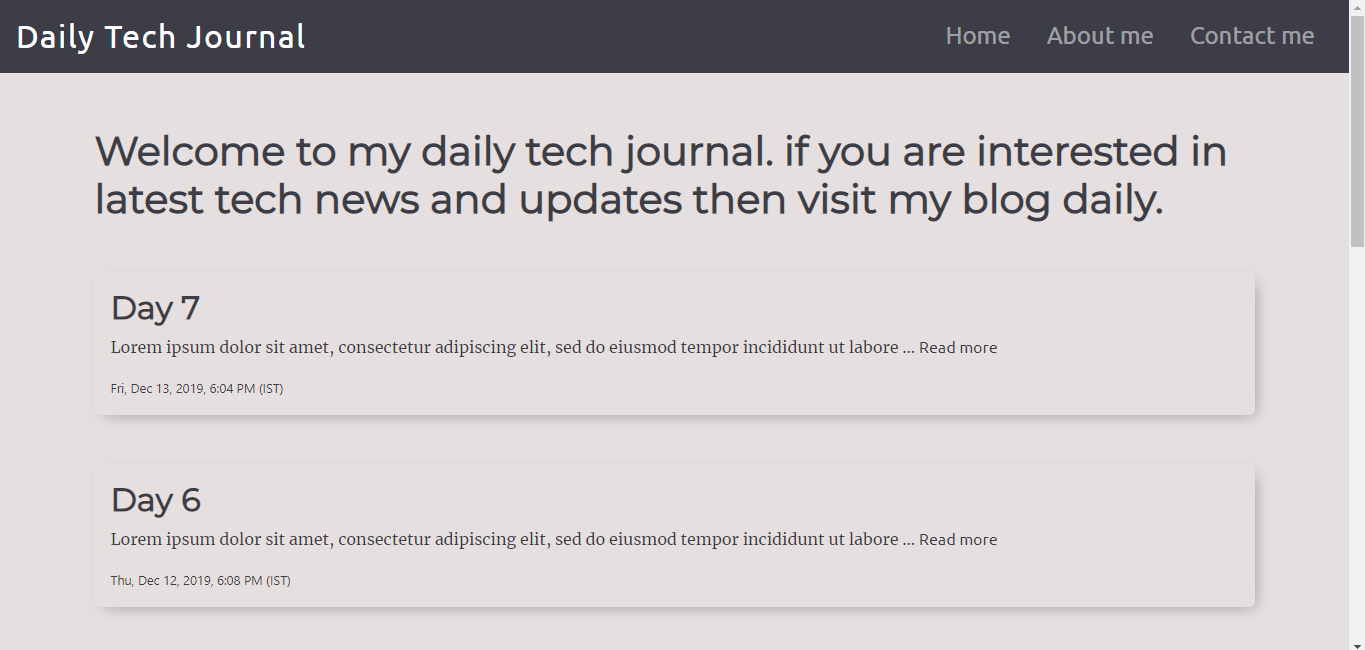 Daily Tech Journal
Home About me Contact me
Welcome to my daily tech journal. if you are interested in
latest tech news and updates then visit my blog daily.
Day 7
Lorem ipsum dolor sit amet, consectetur adipiscing elit, sed do eiusmod tempor incididunt ut labore ... Read more
Fri, Dec 13, 2019, 6:04 PM (IST)
Day 6
Lorem ipsum dolor sit amet, consectetur adipiscing elit, sed do eiusmod tempor incididunt ut labore ... Read more
Thu, Dec 12, 2019, 6:08 PM (IST)